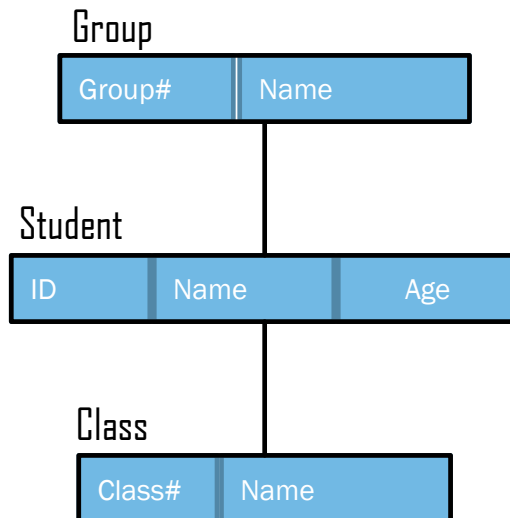 Group
Group# Name
Student
ID Name Age
Class
Class# Name